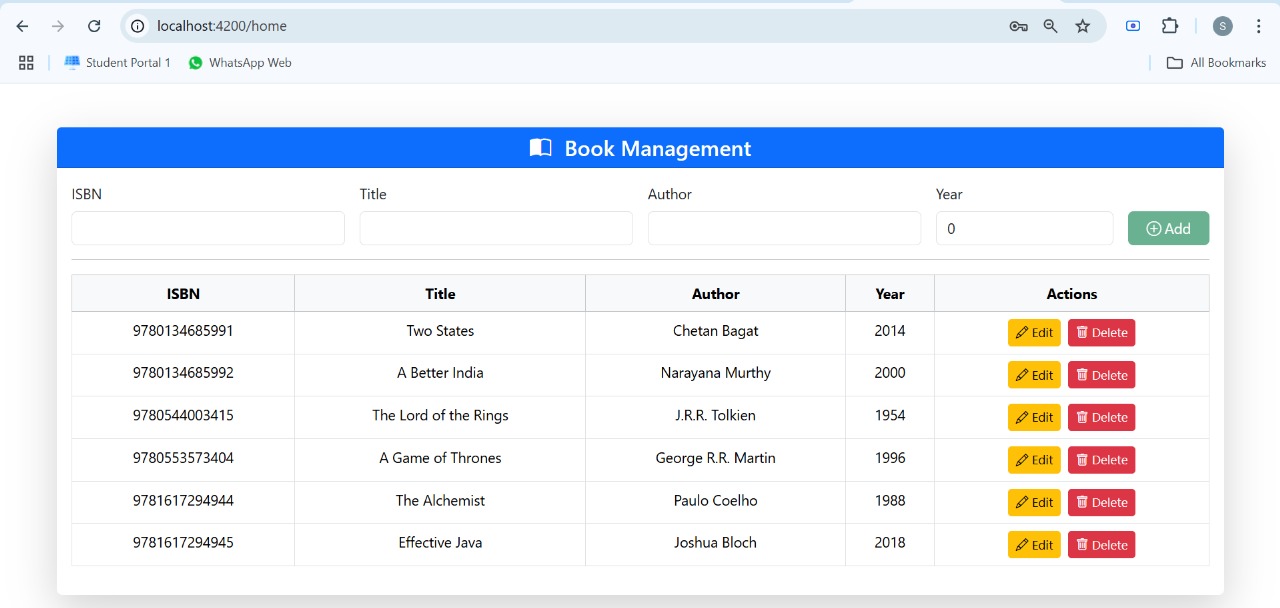 localhost:4200/home
S
Student Portal 1 WhatsApp Web All Bookmarks
Book Management
ISBN Title Author Year
0 Add
ISBN Title Author Year Actions
9780134685991 Two States Chetan Bagat 2014 Edit Delete
9780134685992 A Better India Narayana Murthy 2000 Edit Delete
9780544003415 The Lord of the Rings J.R.R. Tolkien 1954 Edit Delete
9780553573404 A Game of Thrones George R.R. Martin 1996 Edit Delete
9781617294944 The Alchemist Paulo Coelho 1988 Edit Delete
9781617294945 Effective Java Joshua Bloch 2018 Edit Delete